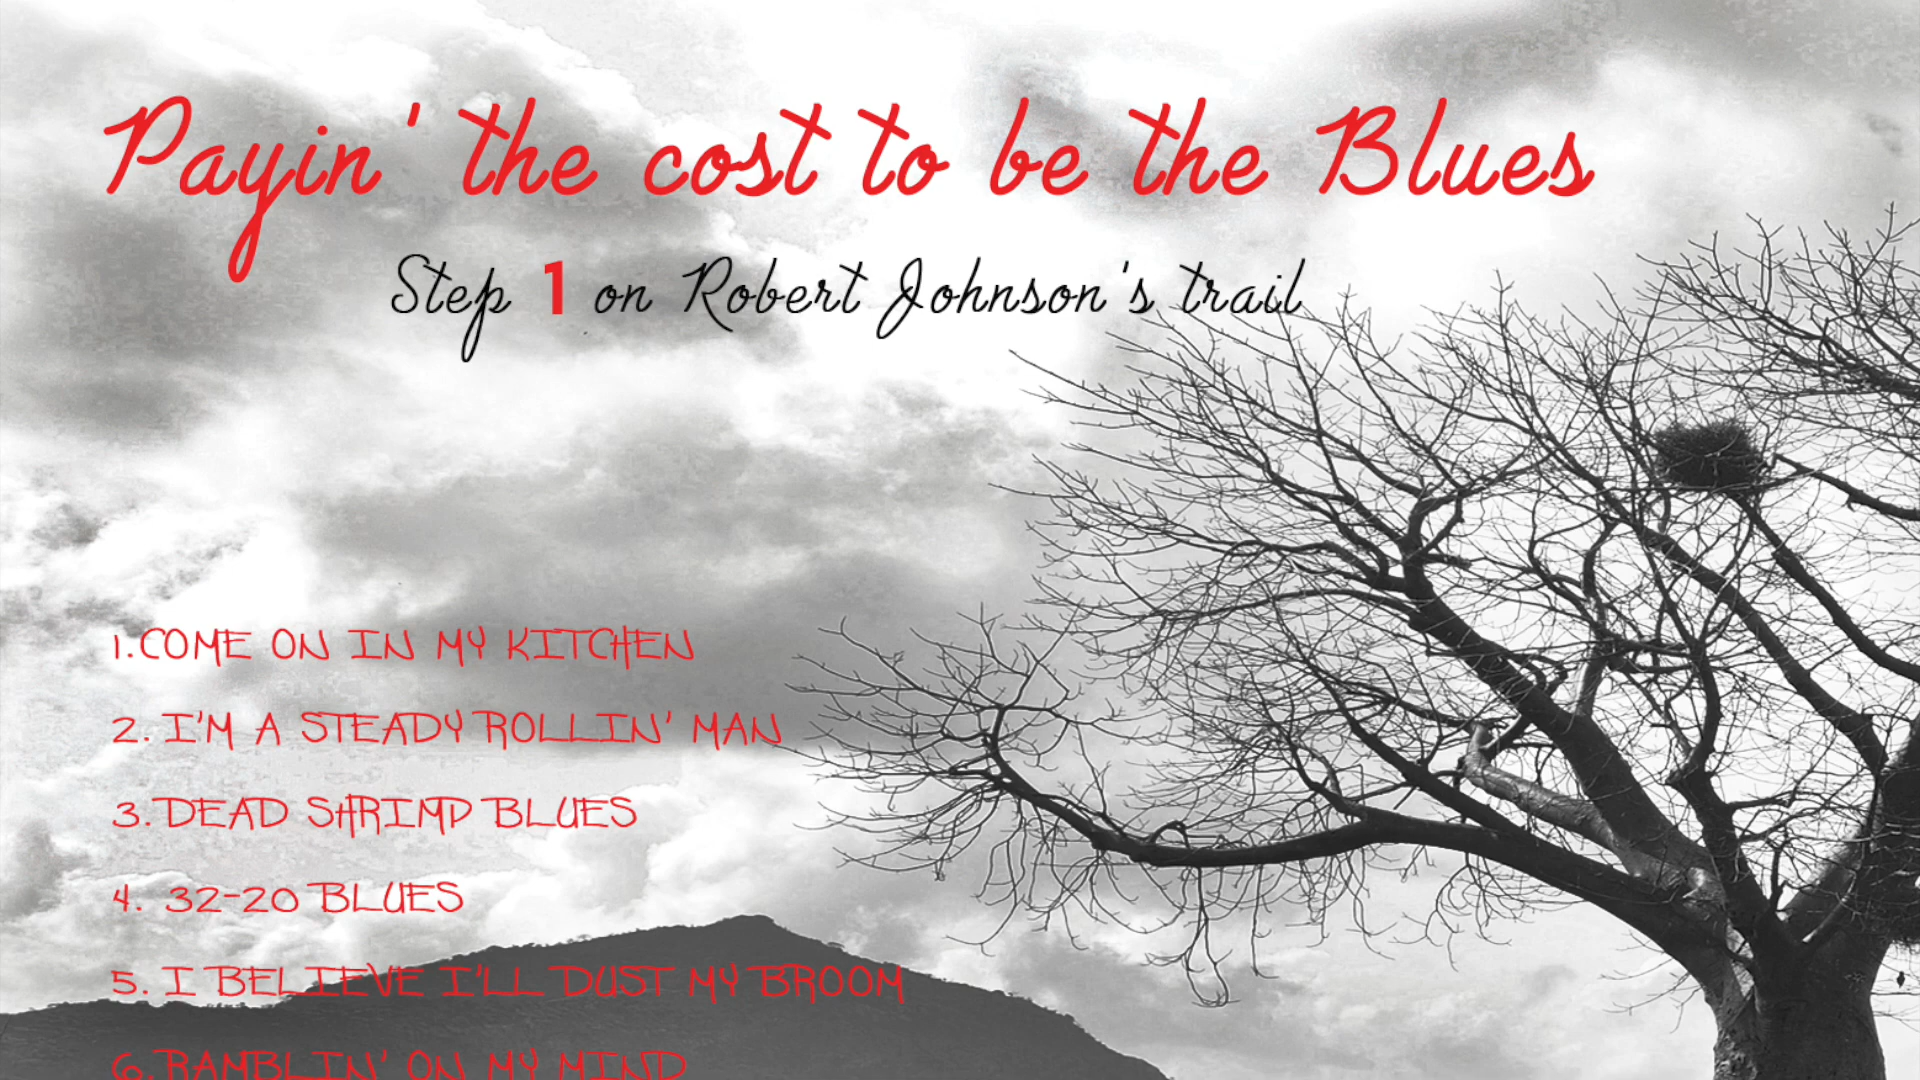 Payin' the cost to be the Blues
Step 1 on Robert Johnson's trail
1.COME ON IN MY KITCHEN
2. I'M A STEADY ROLLIN' MAN
3.DEAD SHRIMP BLUES
4. 32-20 BLUES
5. I BELIEVE I'LL DUST MY BROOM
6.RAMBLIN' ON MY MIND